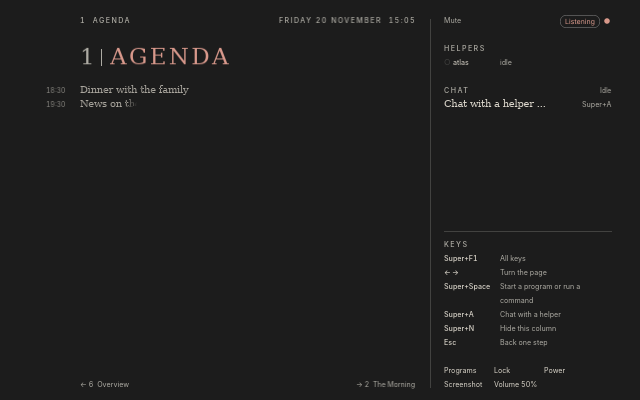 1 AGENDA
FRIDAY 20 NOVEMBER 15:05
1 | AGENDA
18:30 Dinner with the family
19:30 News on th
← 6 Overview
→ 2 The Morning
Mute Listening
HELPERS
atlas idle
CHAT Idle
Chat with a helper ... Super+A
KEYS
Super+F1 All keys
← → Turn the page
Super+Space Start a program or run a
command
Super+A Chat with a helper
Super+N Hide this column
Esc Back one step
Programs Lock Power
Screenshot Volume 50%